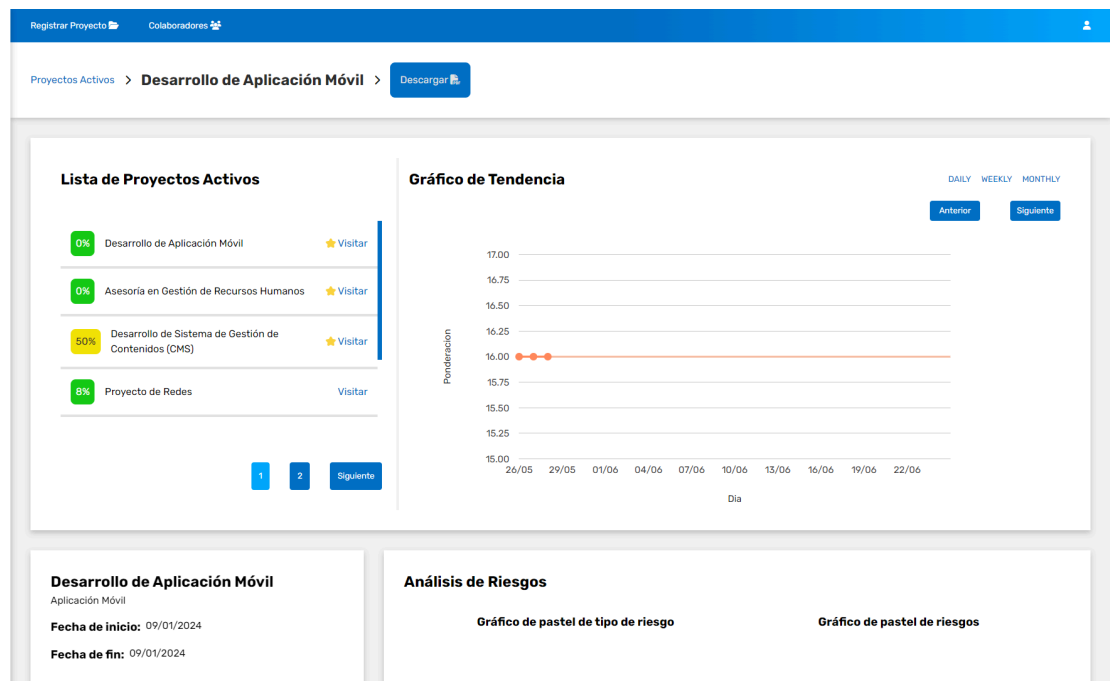 Registrar Proyecto
Colaboradores
Proyectos Activos > Desarrollo de Aplicación Móvil >
Descargar
Lista de Proyectos Activos
0% Desarrollo de Aplicación Móvil Visitar
0% Asesoría en Gestión de Recursos Humanos Visitar
50% Desarrollo de Sistema de Gestión de
Contenidos (CMS) Visitar
8% Proyecto de Redes Visitar
1 2 Siguiente
Gráfico de Tendencia
DAILY WEEKLY MONTHLY
Anterior Siguiente
Ponderacion
17.00
16.75
16.50
16.25
16.00
15.75
15.50
15.25
15.00
26/05 29/05 01/06 04/06 07/06 10/06 13/06 16/06 19/06 22/06
Dia
Desarrollo de Aplicación Móvil
Aplicación Móvil
Fecha de inicio: 09/01/2024
Fecha de fin: 09/01/2024
Análisis de Riesgos
Gráfico de pastel de tipo de riesgo
Gráfico de pastel de riesgos